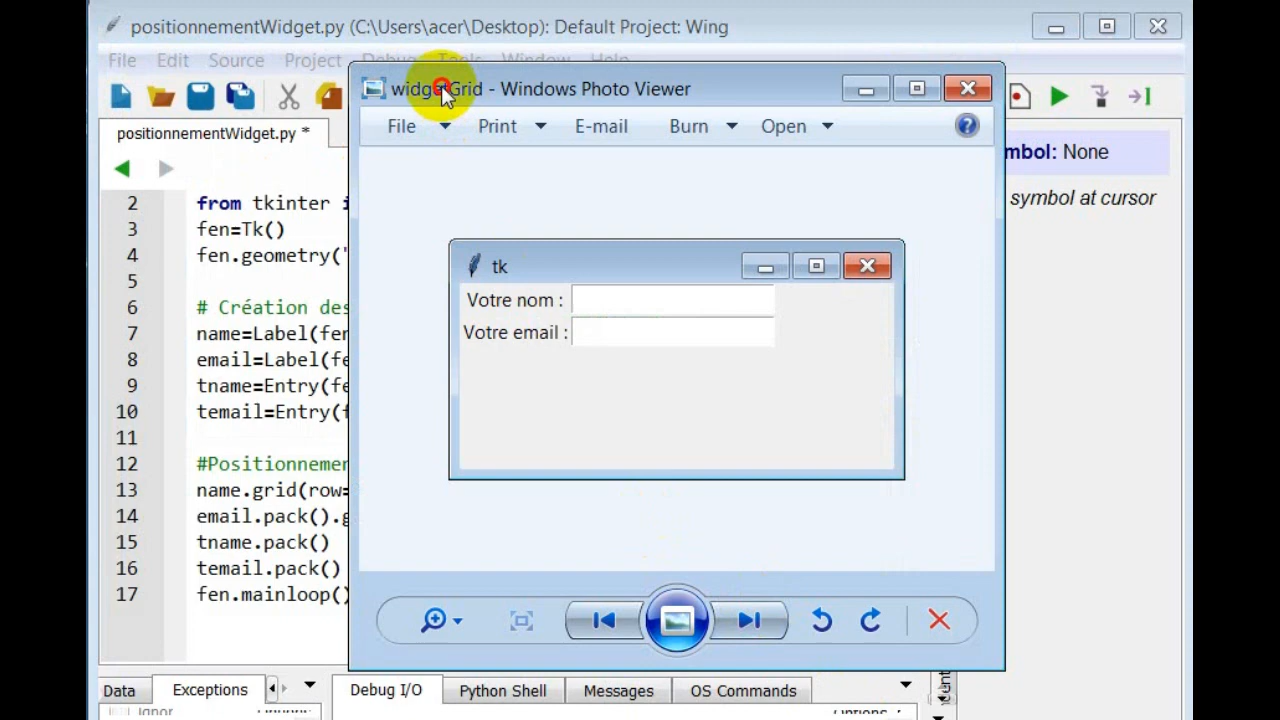 positionnementWidget.py (C:\Users\acer\Desktop): Default Project: Wing
File Edit Source Project Debug Tools Window Help
widgetGrid - Windows Photo Viewer
File Print E-mail Burn Open
positionnementWidget.py *
mbol: None
symbol at cursor
2 from tkinter
3 fen=Tk()
4 fen.geometry("
5
6 # Création des
7 name=Label(fen
8 email=Label(fe
9 tname=Entry(fe
10 temail=Entry(f
11
12 #Positionnemen
13 name.grid(row=
14 email.pack().g
15 tname.pack()
16 temail.pack()
17 fen.mainloop()
tk
Votre nom :
Votre email :
Data Exceptions Debug I/O Python Shell Messages OS Commands